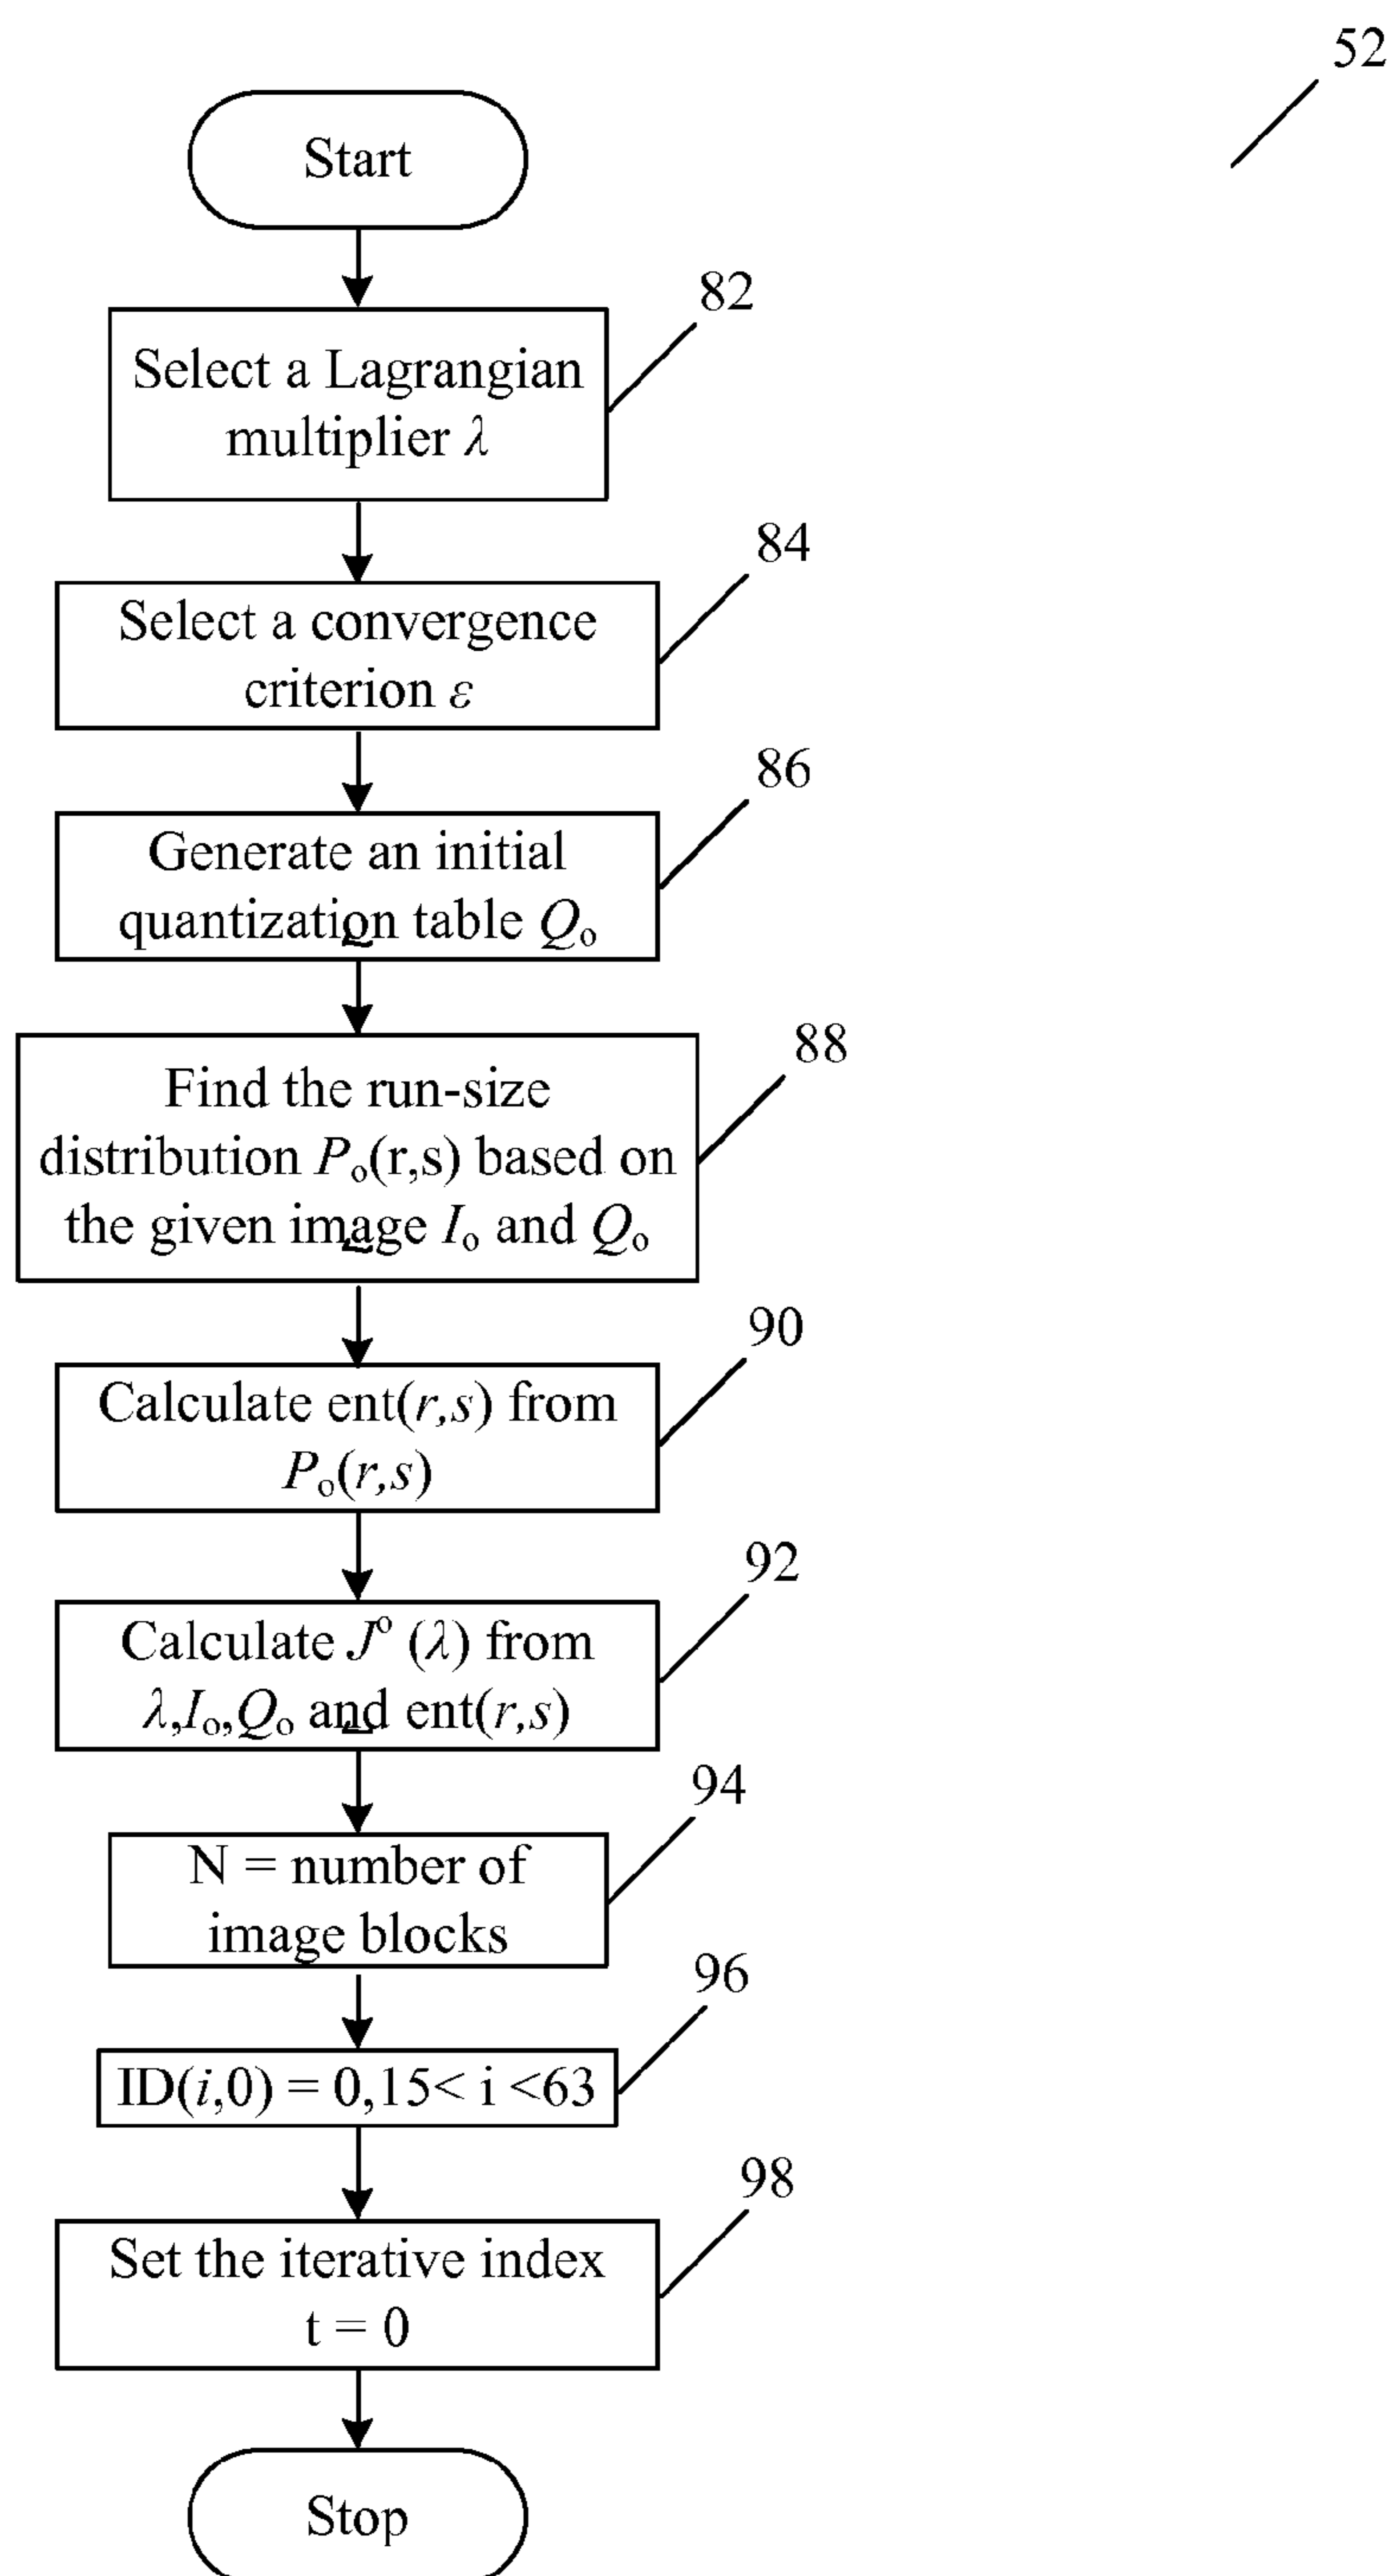 52
Start
82
Select a Lagrangian
multiplier λ
84
Select a convergence
criterion ε
86
Generate an initial
quantization table Qₒ
88
Find the run-size
distribution Pₒ(r,s) based on
the given image Iₒ and Qₒ
90
Calculate ent(r,s) from
Pₒ(r,s)
92
Calculate Jᵒ (λ) from
λ,Iₒ,Qₒ and ent(r,s)
94
N = number of
image blocks
96
ID(i,0) = 0,15< i <63
98
Set the iterative index
t = 0
Stop